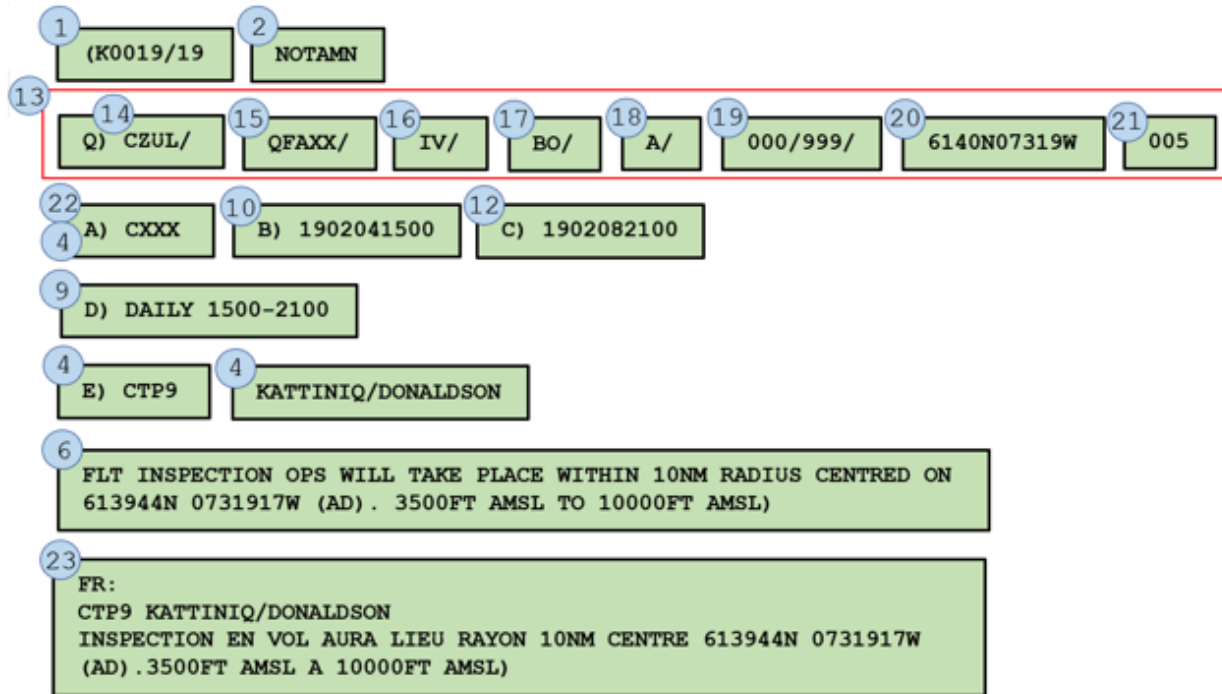 1 2
(K0019/19 NOTAMN
13 14 15 16 17 18 19 20 21
Q) CZUL/ QFAXX/ IV/ BO/ A/ 000/999/ 6140N07319W 005
22 10 12
4 A) CXXX B) 1902041500 C) 1902082100
9
D) DAILY 1500-2100
4 4
E) CTP9 KATTINIQ/DONALDSON
6
FLT INSPECTION OPS WILL TAKE PLACE WITHIN 10NM RADIUS CENTRED ON
613944N 0731917W (AD). 3500FT AMSL TO 10000FT AMSL)
23
FR:
CTP9 KATTINIQ/DONALDSON
INSPECTION EN VOL AURA LIEU RAYON 10NM CENTRE 613944N 0731917W
(AD).3500FT AMSL A 10000FT AMSL)